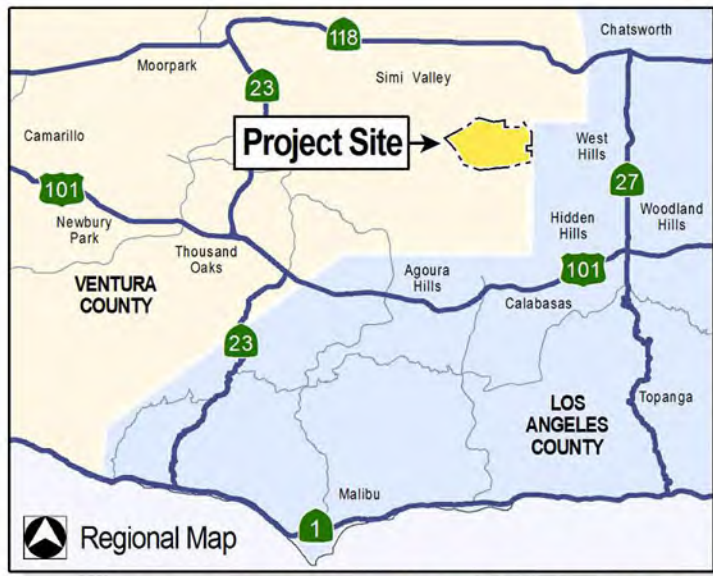 118
Chatsworth
Moorpark
Simi Valley
23
Camarillo
Project Site
West
Hills
101
27
Newbury
Park
Hidden
Hills
Woodland
Hills
Thousand
Oaks
Agoura
Hills
101
VENTURA
COUNTY
Calabasas
23
LOS
ANGELES
COUNTY
Topanga
Malibu
1
Regional Map